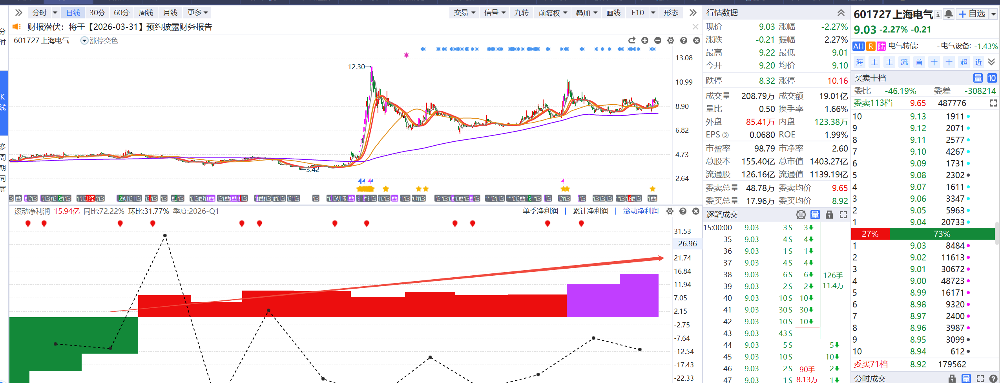 分时 日线 30分 60分 周线 月线 更多 交易 信号 九转 前复权 叠加 画线 F10 形态
财报潜伏：将于【2026-03-31】预约披露财务报告
601727 上海电气 涨停变色
分时
K线
多周期同屏
13.08
12.30
10.99
8.90
6.82
4.73
3.42
2.64
滚动净利润 15.94亿 同比:72.22% 环比:31.77% 季度:2026-Q1 单季净利润 累计净利润 滚动净利润
31.53
26.96
21.74
16.84
11.94
7.05
2.15
-2.75
-7.64
-12.54
-17.43
-22.33
行情数据
现价 9.03 涨幅 -2.27%
涨跌 -0.21 振幅 2.27%
最高 9.22 最低 9.01
今开 9.20 均价 9.10
跌停 8.32 涨停 10.16
成交量 208.79万 成交额 19.01亿
量比 0.50 换手率 1.66%
外盘 85.41万 内盘 123.38万
EPS ③ 0.0680 ROE 1.99%
市盈率 98.79 市净率 2.60
总股本 155.40亿 总市值 1403.27亿
流通股 126.16亿 流通值 1139.19亿
委卖总量 48.78万 委卖均价 9.65
委买总量 17.96万 委买均价 8.92
逐笔成交 单 量
15:00:00 9.03 3 S 3
35 9.03 4 S 4
36 9.03 1 S 1
37 9.03 4 S 4
38 9.03 6 S 6
39 9.03 2 S 2
40 9.03 10 S 10
41 9.03 30 S 30
42 9.03 10 S 10
43 9.03 43 S
44 9.03 5 S 5
45 9.03 10 S 10
46 9.03 2 S 2
47 9.03 1 S 1
126手
11.4万
90手
8.13万
601727 上海电气 自选
9.03 -2.27% -0.21
AH R 陆 电气转债: - 电气设备: -1.43%
海 主 主 流 首 十 十 超 近
买卖十档 量 10
委比 -46.19% 委差 -308214
委卖113档 9.65 487776
10 9.13 1911
9 9.12 2071
8 9.11 2577
7 9.10 4267
6 9.09 1731
5 9.08 2302
4 9.07 1611
3 9.06 3347
2 9.05 5963
1 9.04 20733
27% 73%
1 9.03 8484
2 9.02 11613
3 9.01 30672
4 9.00 48723
5 8.99 16171
6 8.98 9320
7 8.97 2400
8 8.96 3987
9 8.95 3099
10 8.94 612
委买71档 8.92 179562
分时成交 量